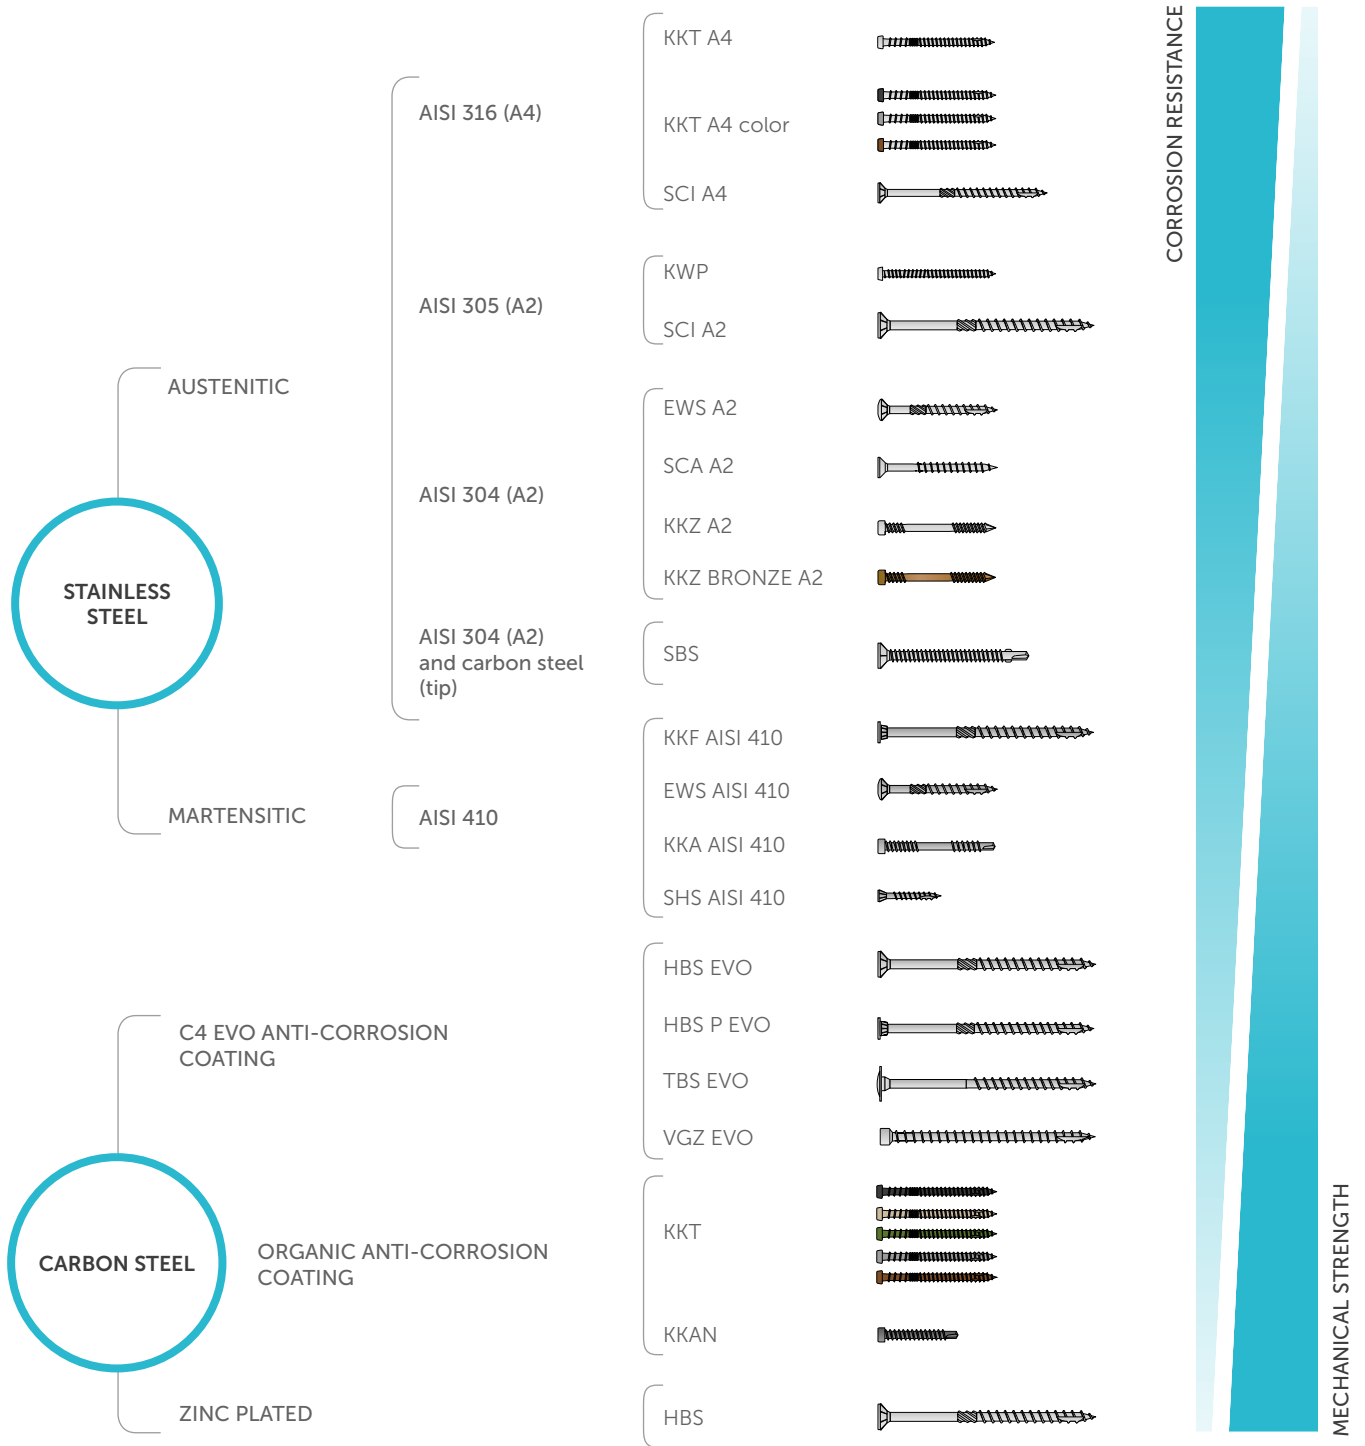 STAINLESS
STEEL
AUSTENITIC
AISI 316 (A4)
KKT A4
KKT A4 color
SCI A4
AISI 305 (A2)
KWP
SCI A2
AISI 304 (A2)
EWS A2
SCA A2
KKZ A2
KKZ BRONZE A2
AISI 304 (A2)
and carbon steel
(tip)
SBS
MARTENSITIC
AISI 410
KKF AISI 410
EWS AISI 410
KKA AISI 410
SHS AISI 410
CARBON STEEL
C4 EVO ANTI-CORROSION
COATING
HBS EVO
HBS P EVO
TBS EVO
VGZ EVO
ORGANIC ANTI-CORROSION
COATING
KKT
KKAN
ZINC PLATED
HBS
CORROSION RESISTANCE
MECHANICAL STRENGTH